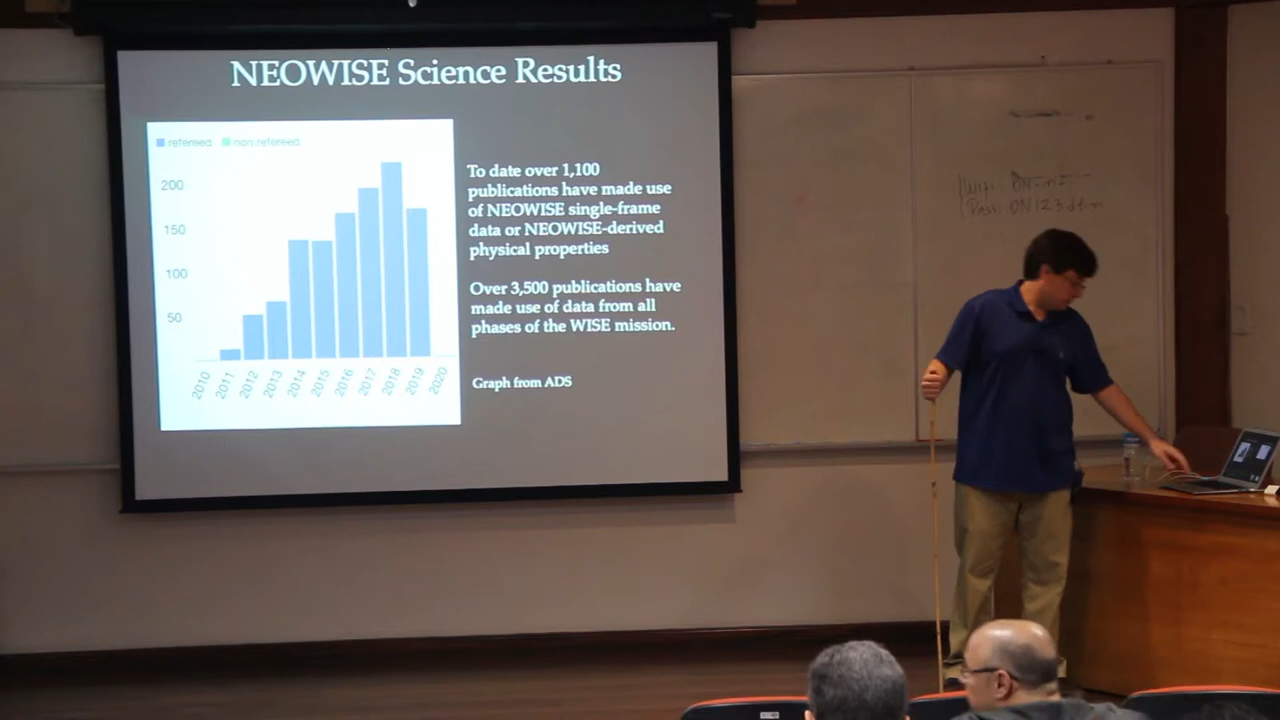 NEOWISE Science Results
refereed non refereed
200
150
100
50
2010 2011 2012 2013 2014 2015 2016 2017 2018 2019 2020
To date over 1,100
publications have made use
of NEOWISE single-frame
data or NEOWISE-derived
physical properties
Over 3,500 publications have
made use of data from all
phases of the WISE mission.
Graph from ADS